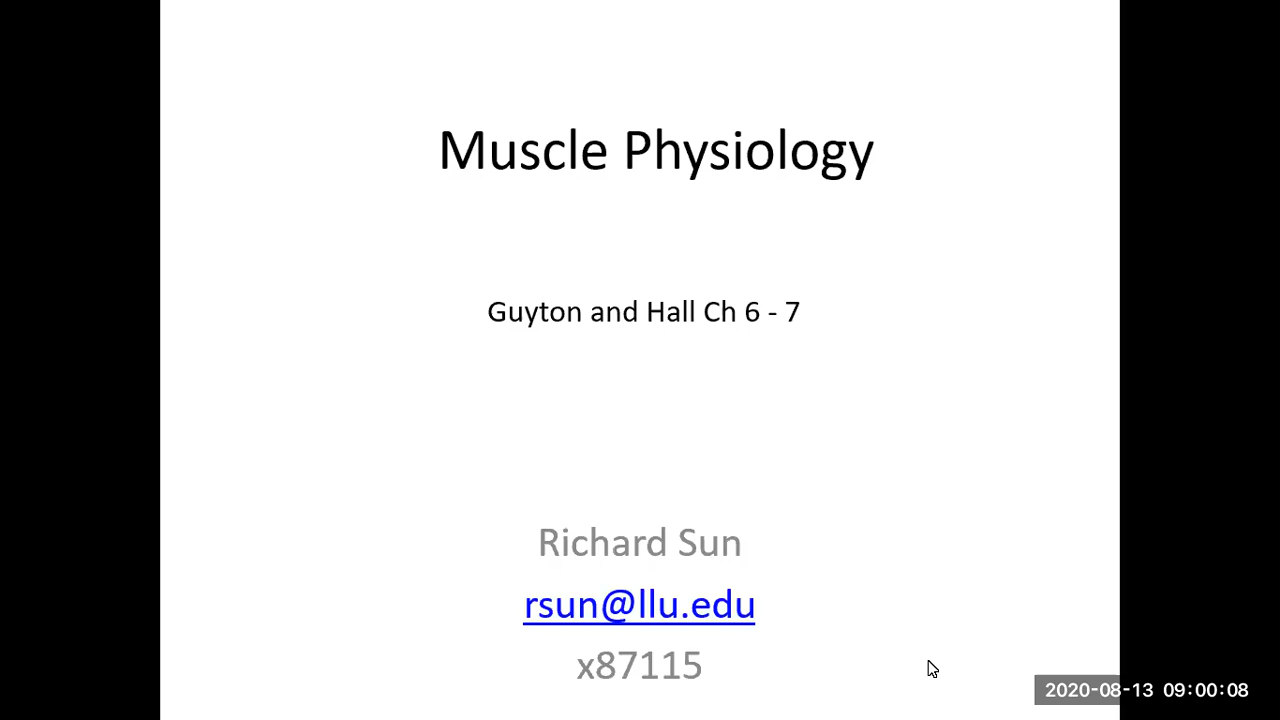 Muscle Physiology
Guyton and Hall Ch 6 - 7
Richard Sun
rsun@llu.edu
x87115
2020-08-13 09:00:08